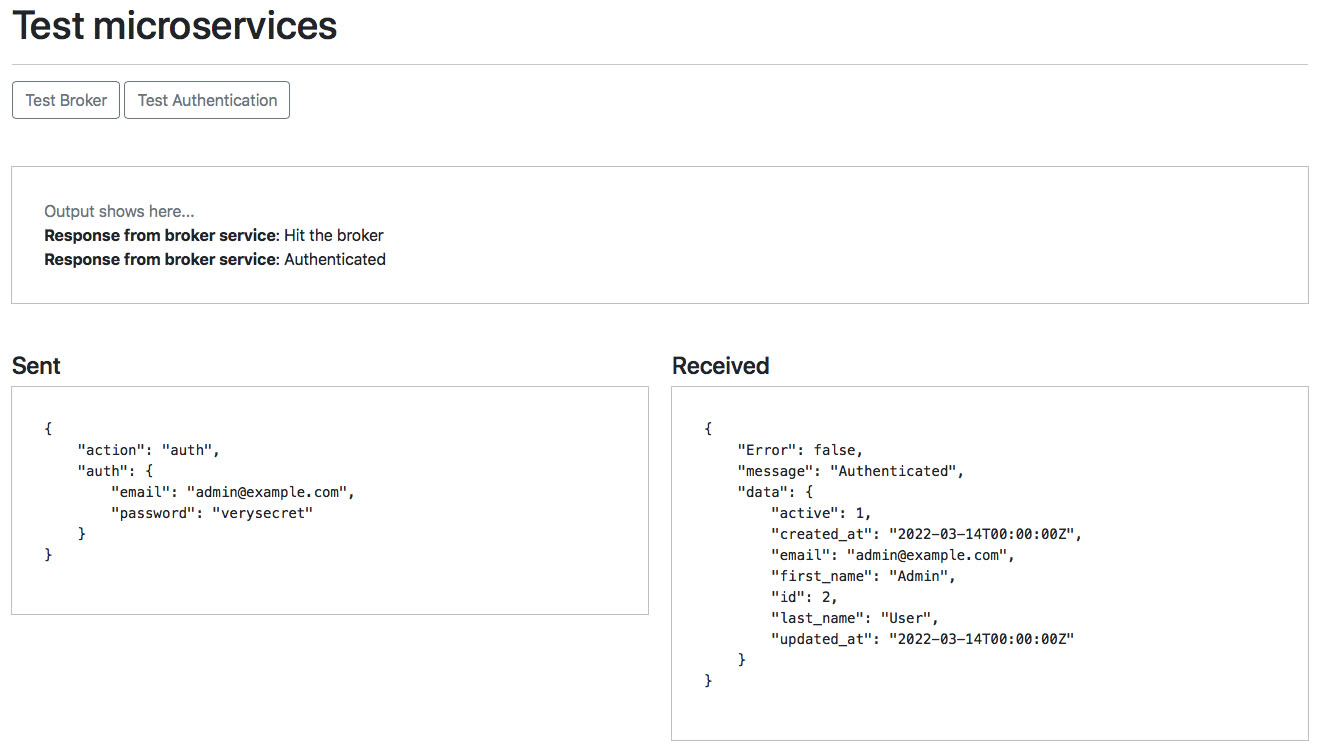 Test microservices
Test Broker
Test Authentication
Output shows here...
Response from broker service: Hit the broker
Response from broker service: Authenticated
Sent
{
    "action": "auth",
    "auth": {
        "email": "admin@example.com",
        "password": "verysecret"
    }
}
Received
{
    "Error": false,
    "message": "Authenticated",
    "data": {
        "active": 1,
        "created_at": "2022-03-14T00:00:00Z",
        "email": "admin@example.com",
        "first_name": "Admin",
        "id": 2,
        "last_name": "User",
        "updated_at": "2022-03-14T00:00:00Z"
    }
}